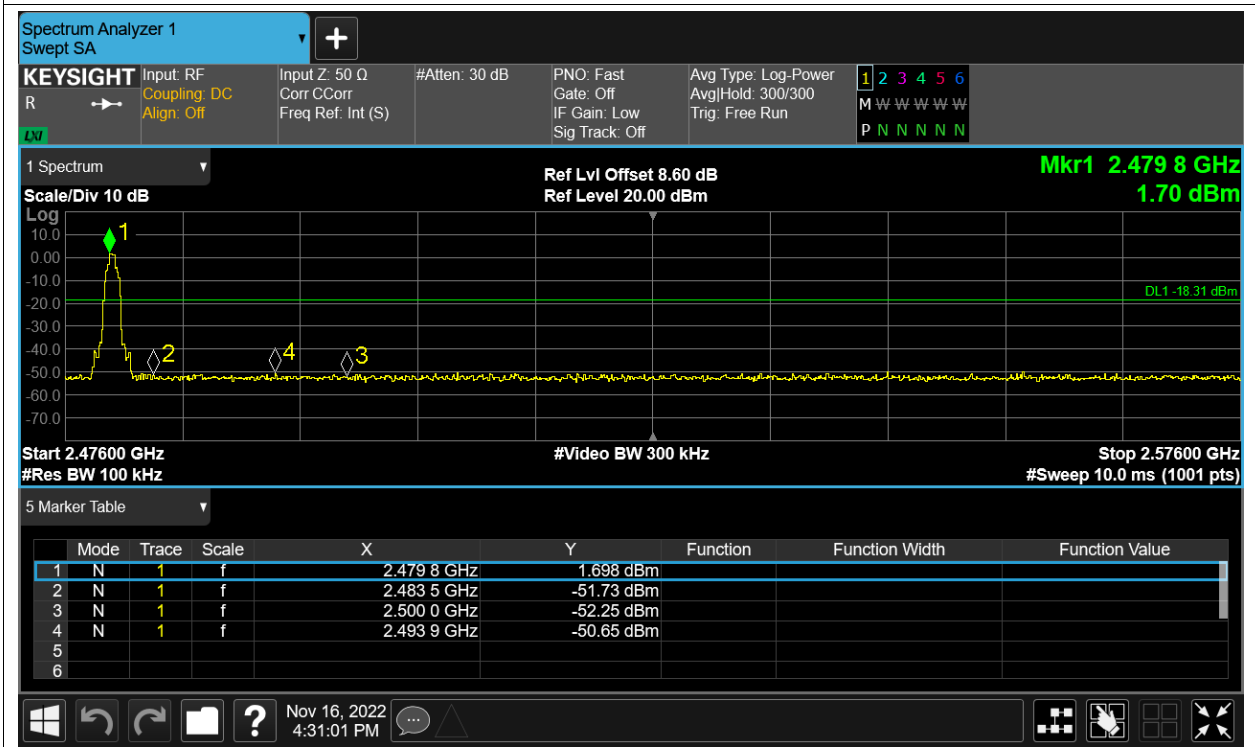 Spectrum Analyzer 1
Swept SA
KEYSIGHT
R
LXI
Input: RF
Coupling: DC
Align: Off
Input Z: 50 Ω
Corr CCorr
Freq Ref: Int (S)
#Atten: 30 dB
PNO: Fast
Gate: Off
IF Gain: Low
Sig Track: Off
Avg Type: Log-Power
Avg|Hold: 300/300
Trig: Free Run
1 2 3 4 5 6
M W W W W W
P N N N N N
1 Spectrum
Scale/Div 10 dB
Ref Lvl Offset 8.60 dB
Ref Level 20.00 dBm
Mkr1 2.479 8 GHz
1.70 dBm
Log
10.0
0.00
-10.0
-20.0
-30.0
-40.0
-50.0
-60.0
-70.0
1
2
4
3
DL1 -18.31 dBm
Start 2.47600 GHz
#Res BW 100 kHz
#Video BW 300 kHz
Stop 2.57600 GHz
#Sweep 10.0 ms (1001 pts)
5 Marker Table
Mode Trace Scale X Y Function Function Width Function Value
1 N 1 f 2.479 8 GHz 1.698 dBm
2 N 1 f 2.483 5 GHz -51.73 dBm
3 N 1 f 2.500 0 GHz -52.25 dBm
4 N 1 f 2.493 9 GHz -50.65 dBm
5
6
?
Nov 16, 2022
4:31:01 PM